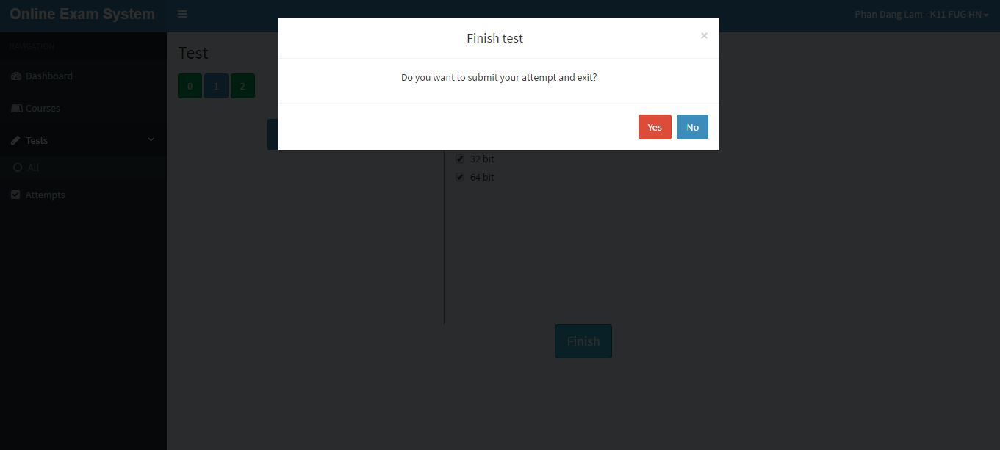 Online Exam System
Phan Dang Lam - K11 FUG HN
NAVIGATION
Dashboard
Courses
Tests
All
Attempts
Test
0 1 2
Finish test
×
Do you want to submit your attempt and exit?
Yes No
32 bit
64 bit
Finish